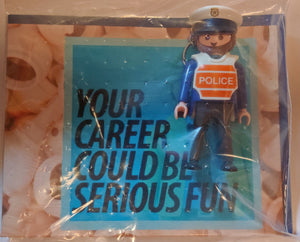 POLICE
YOUR
CAREER
COULD BE
SERIOUS FUN